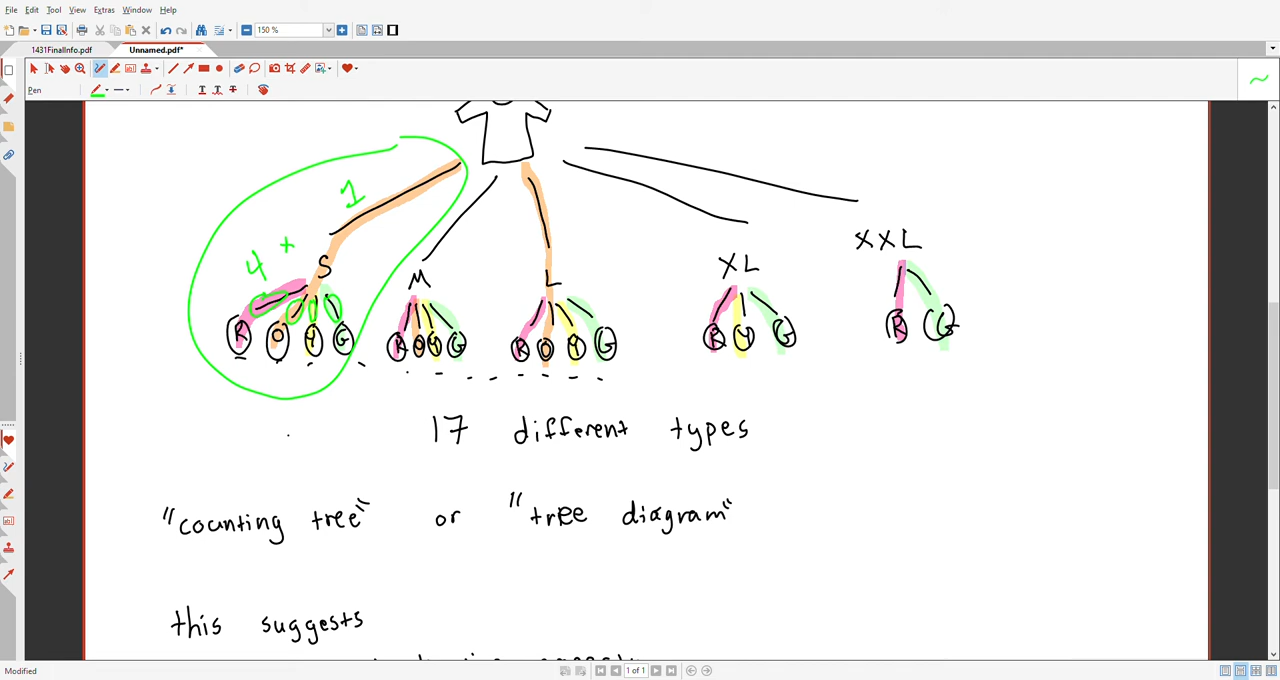 File Edit Tool View Extras Window Help
150 %
1431FinalInfo.pdf Unnamed.pdf*
Pen
1
4 +
S M L XL XXL
R O Y G R O Y G R O Y G R Y G R G
17 different types
"counting tree" or "tree diagram"
this suggests
Modified 1 of 1